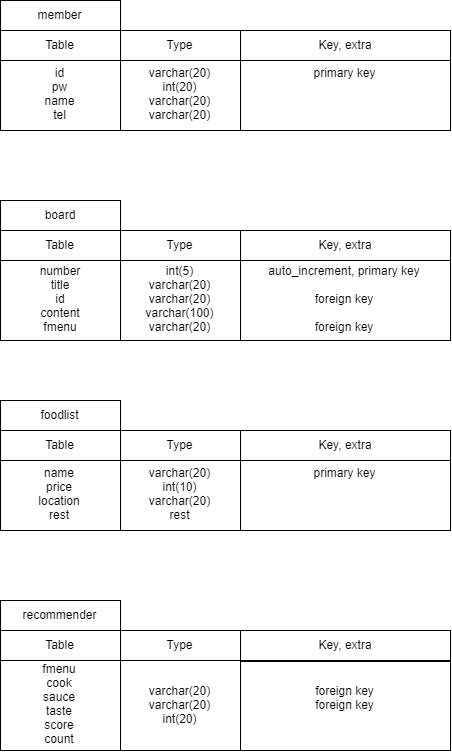 member
Table Type Key, extra
id varchar(20) primary key
pw int(20)
name varchar(20)
tel varchar(20)
board
Table Type Key, extra
number int(5) auto_increment, primary key
title varchar(20)
id varchar(20) foreign key
content varchar(100)
fmenu varchar(20) foreign key
foodlist
Table Type Key, extra
name varchar(20) primary key
price int(10)
location varchar(20)
rest rest
recommender
Table Type Key, extra
fmenu
cook
sauce varchar(20) foreign key
taste varchar(20) foreign key
score int(20)
count